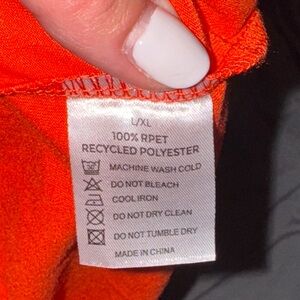 L/XL
100% RPET
RECYCLED POLYESTER
MACHINE WASH COLD
DO NOT BLEACH
COOL IRON
DO NOT DRY CLEAN
DO NOT TUMBLE DRY
MADE IN CHINA